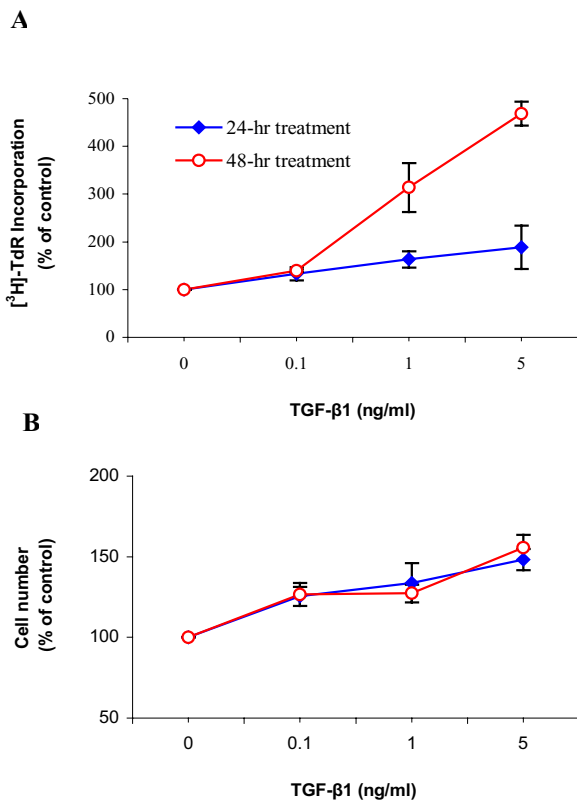 A
[³H]-TdR Incorporation
(% of control)
500
400
300
200
100
0
24-hr treatment
48-hr treatment
0 0.1 1 5
TGF-β1 (ng/ml)
B
Cell number
(% of control)
200
150
100
50
0 0.1 1 5
TGF-β1 (ng/ml)